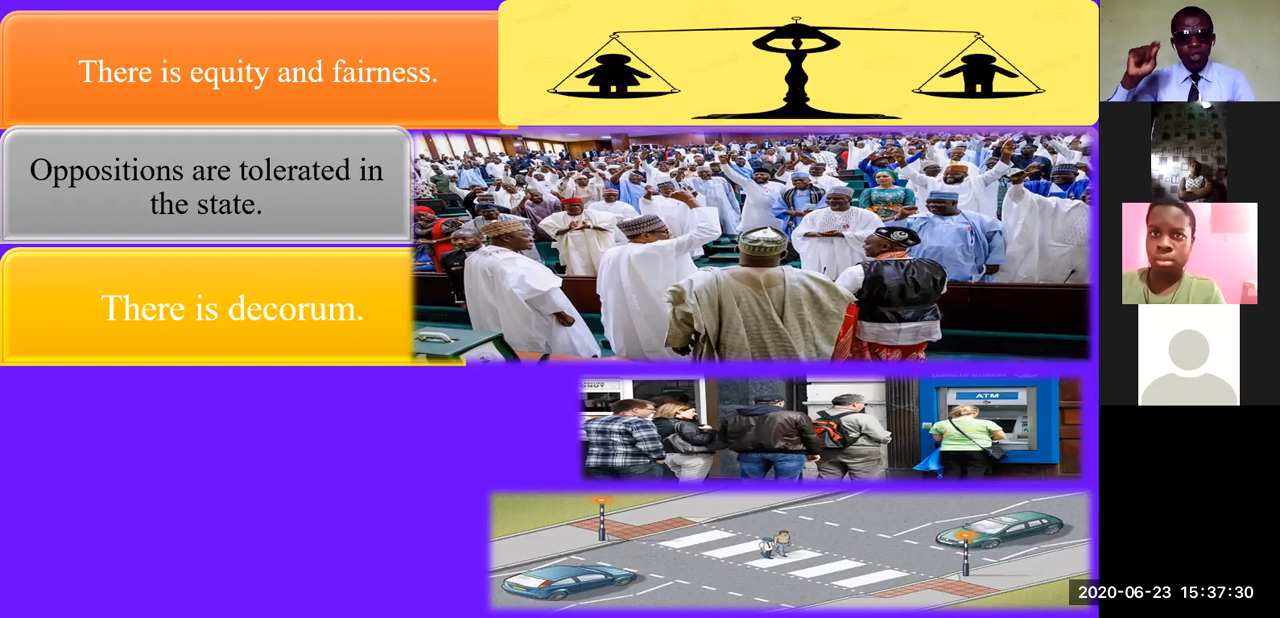 There is equity and fairness.
Oppositions are tolerated in
the state.
There is decorum.
ATM
2020-06-23 15:37:30